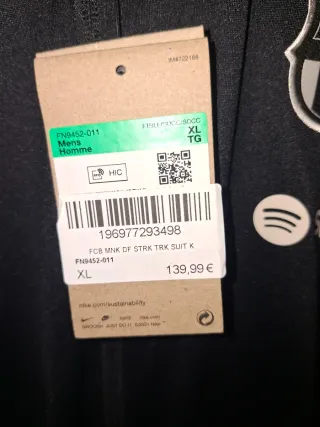 FN9452-011
Mens
Homme
XL
TG
HIC
196977293498
FCB MNK DF STRK TRK SUIT K
FN9452-011
XL
139,99 €
nike.com/sustainability